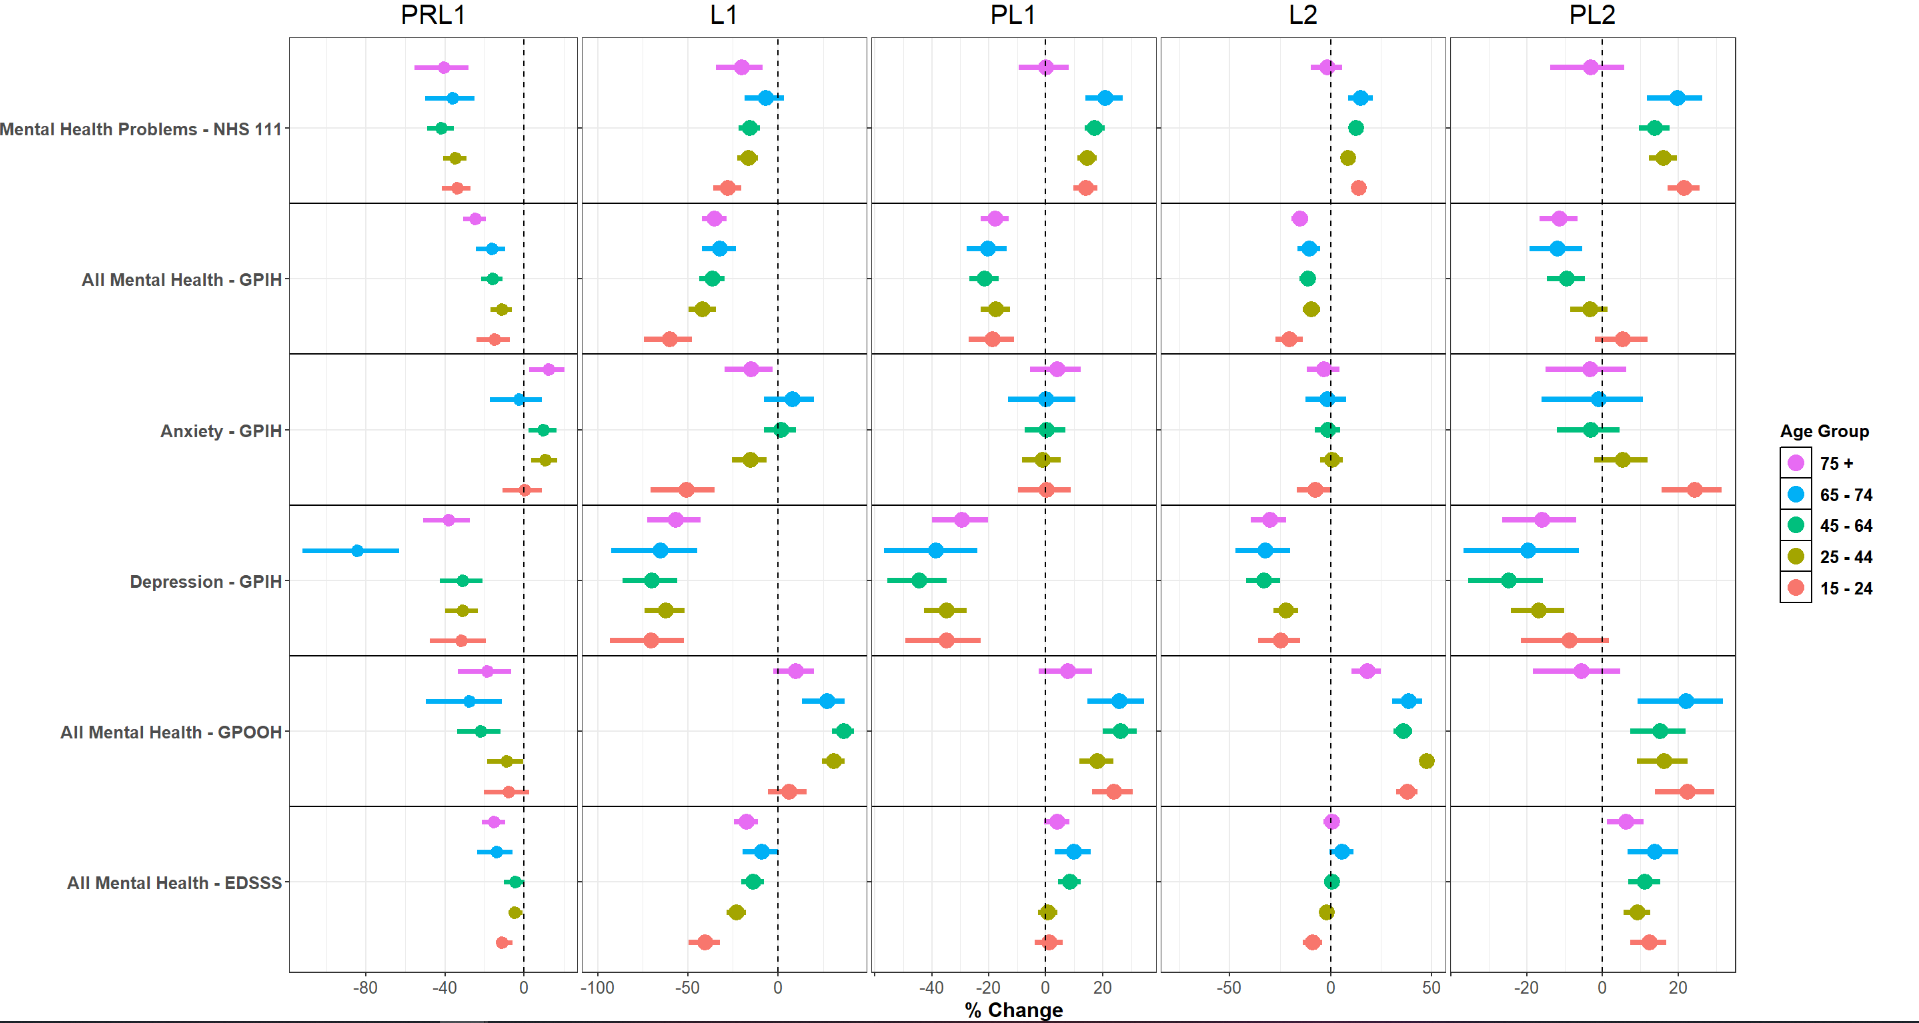 PRL1 L1 PL1 L2 PL2
Mental Health Problems - NHS 111
All Mental Health - GPIH
Anxiety - GPIH
Depression - GPIH
All Mental Health - GPOOH
All Mental Health - EDSSS
-80 -40 0 -100 -50 0 -40 -20 0 20 -50 0 50 -20 0 20
% Change
Age Group
75 +
65 - 74
45 - 64
25 - 44
15 - 24